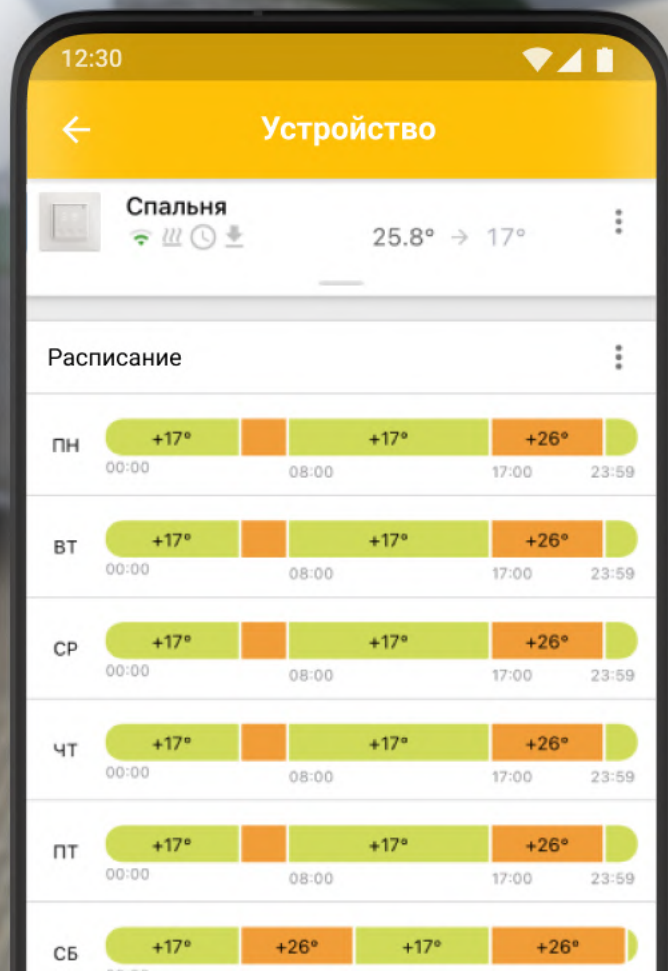 12:30
Устройство
Спальня
25.8° → 17°
Расписание
ПН +17° +17° +26°
00:00 08:00 17:00 23:59
ВТ +17° +17° +26°
00:00 08:00 17:00 23:59
СР +17° +17° +26°
00:00 08:00 17:00 23:59
ЧТ +17° +17° +26°
00:00 08:00 17:00 23:59
ПТ +17° +17° +26°
00:00 08:00 17:00 23:59
СБ +17° +26° +17° +26°